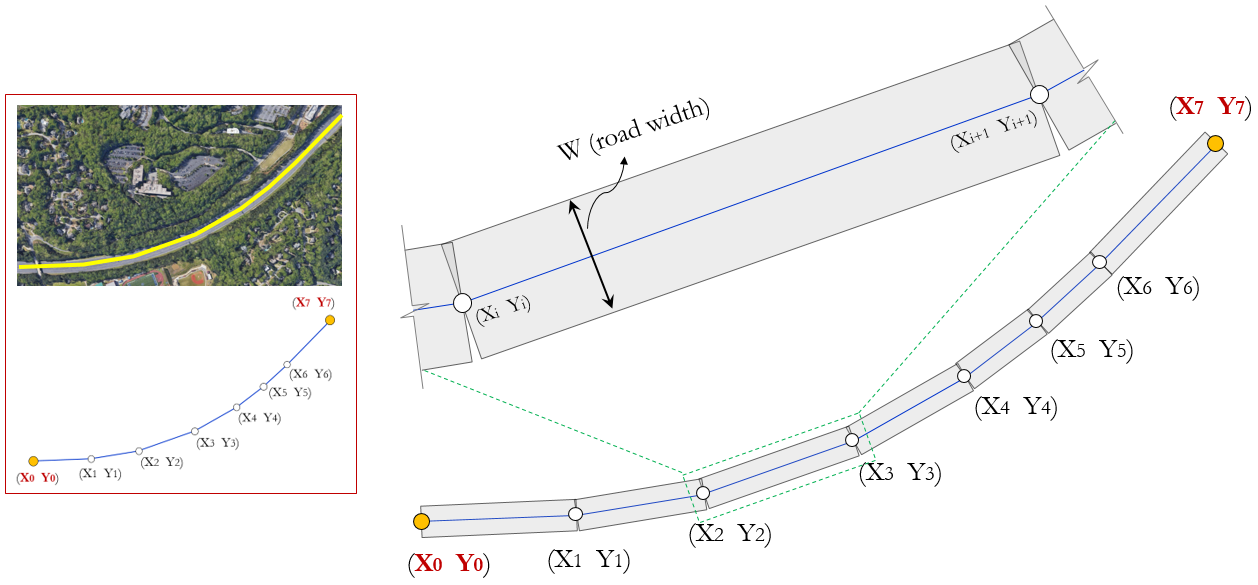 (X7 Y7)
(X0 Y0)
(X1 Y1)
(X2 Y2)
(X3 Y3)
(X4 Y4)
(X5 Y5)
(X6 Y6)
W (road width)
(Xi Yi)
(Xi+1 Yi+1)
(X7 Y7)
(X6 Y6)
(X5 Y5)
(X4 Y4)
(X3 Y3)
(X2 Y2)
(X1 Y1)
(X0 Y0)